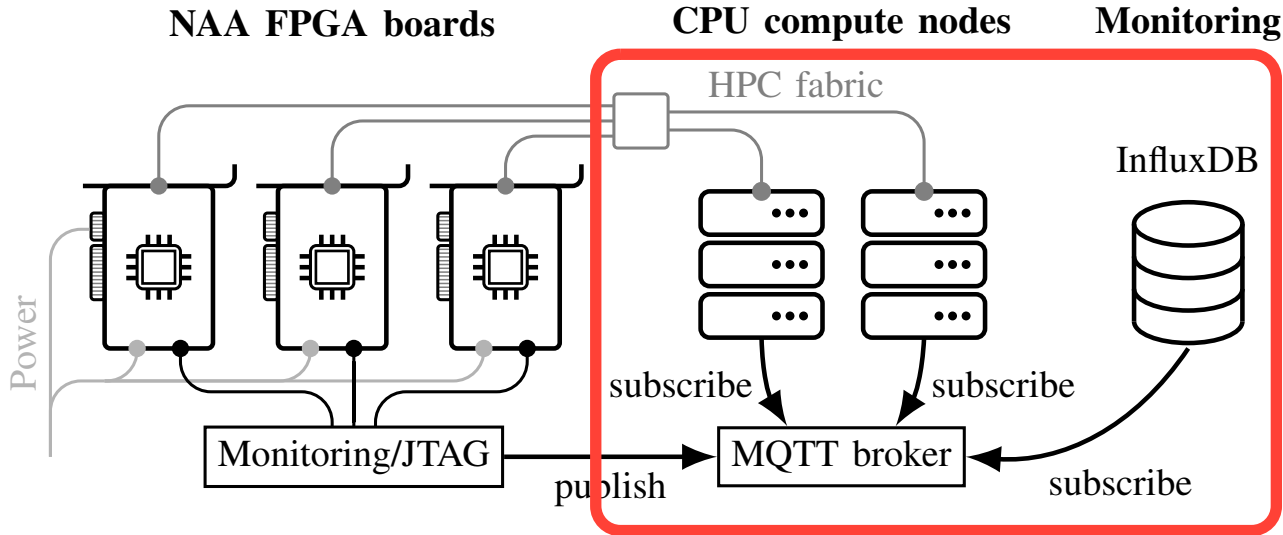 NAA FPGA boards
CPU compute nodes
Monitoring
HPC fabric
InfluxDB
Power
subscribe
subscribe
Monitoring/JTAG
MQTT broker
publish
subscribe